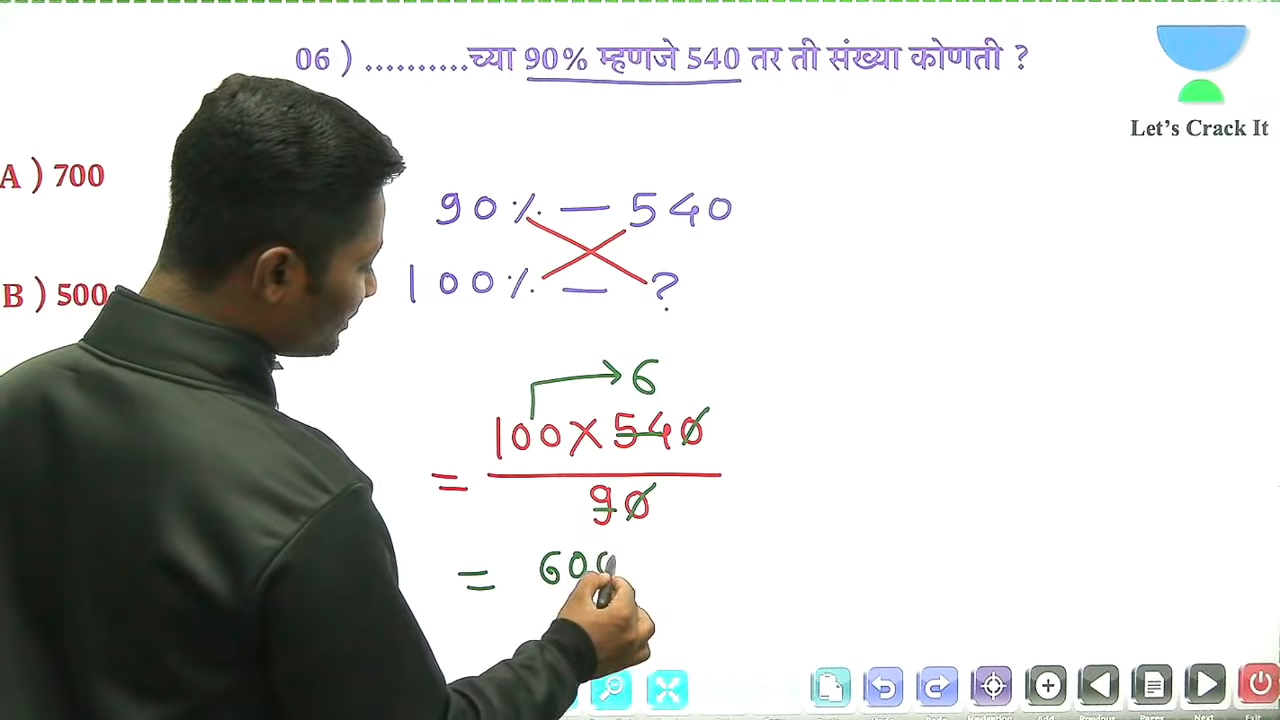 06 ) ..........च्या 90% म्हणजे 540 तर ती संख्या कोणती ?
Let's Crack It
A ) 700
B ) 500
90% — 540
100% — ?
6
100 × 540
=
90
= 600